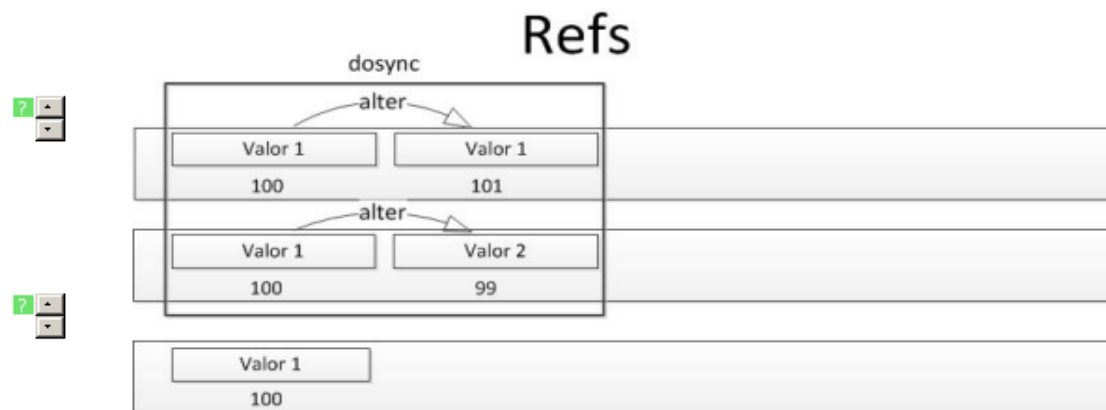 Refs
dosync
?
alter
Valor 1 Valor 1
100 101
alter
Valor 1 Valor 2
100 99
?
Valor 1
100